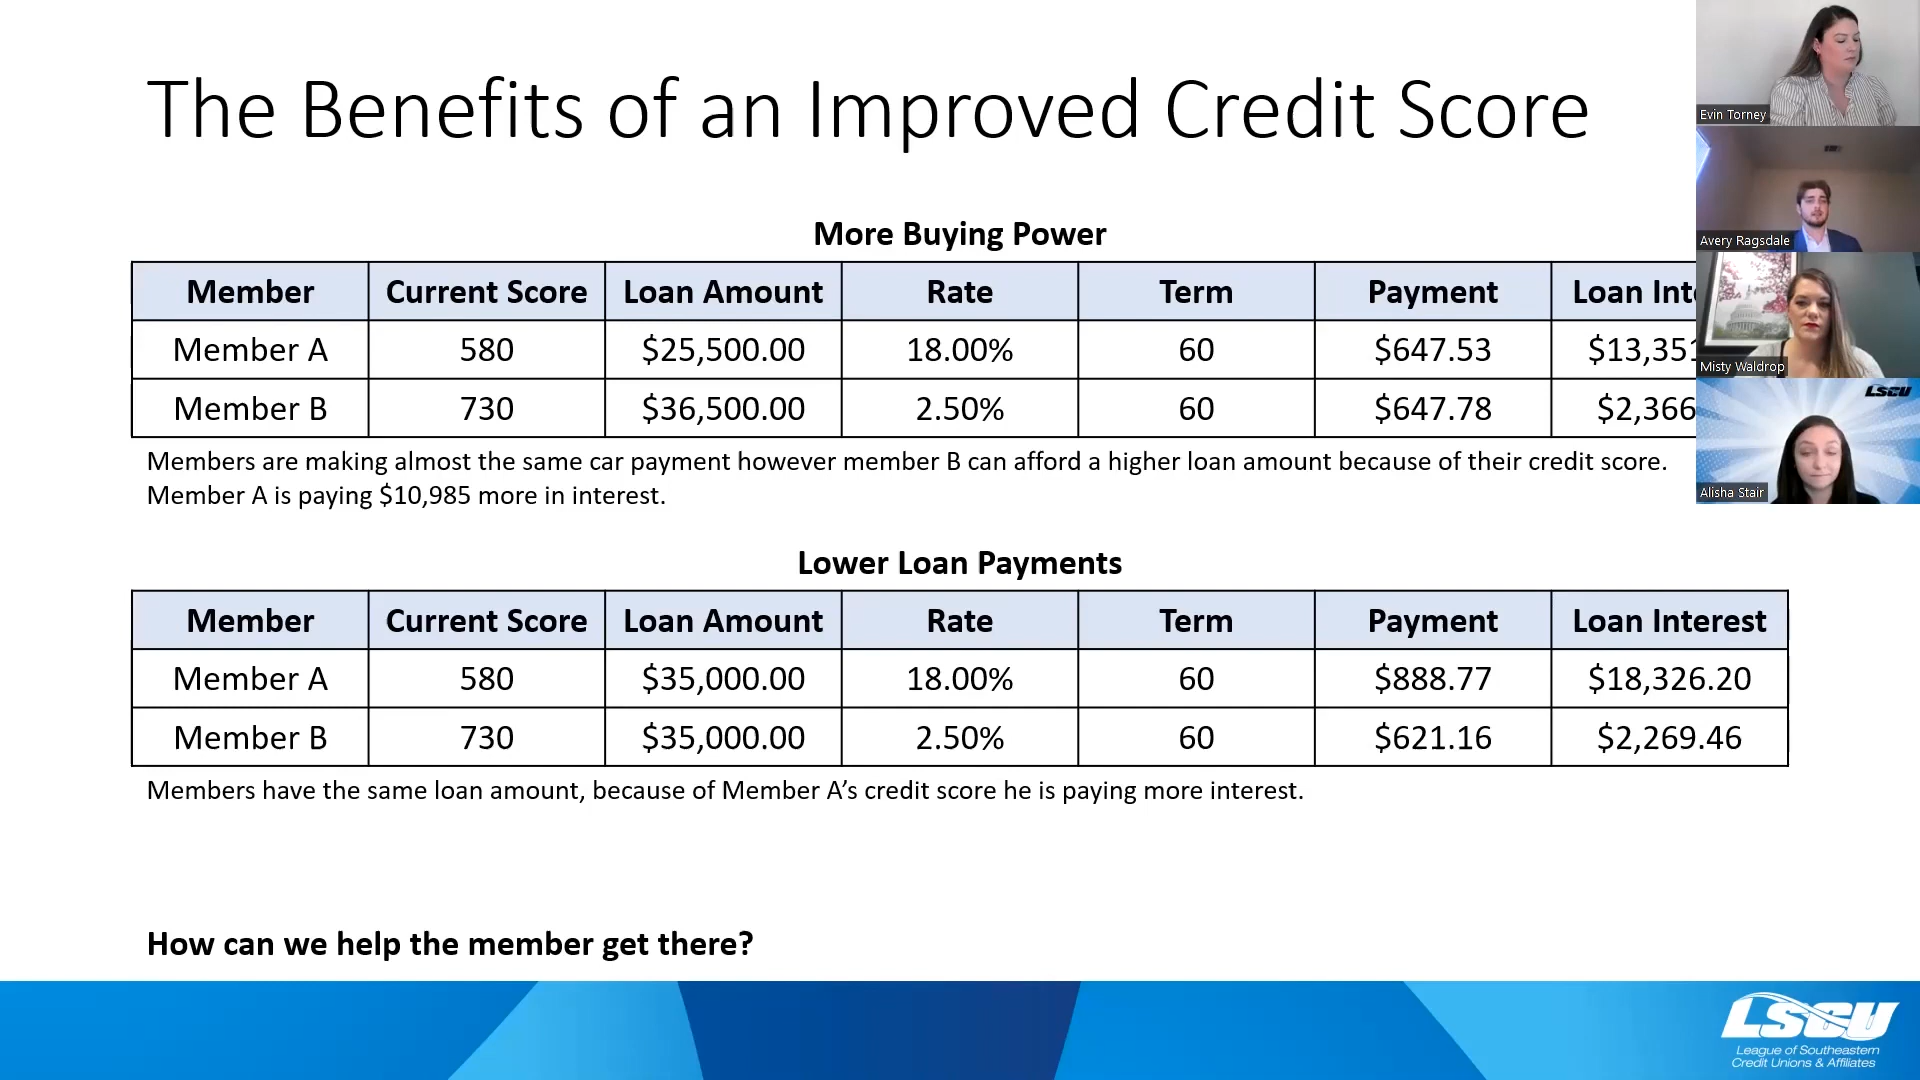 The Benefits of an Improved Credit Score
More Buying Power
Member Current Score Loan Amount Rate Term Payment Loan
Member A 580 $25,500.00 18.00% 60 $647.53 $13,351
Member B 730 $36,500.00 2.50% 60 $647.78 $2,366
Members are making almost the same car payment however member B can afford a higher loan amount because of their credit score.
Member A is paying $10,985 more in interest.
Lower Loan Payments
Member Current Score Loan Amount Rate Term Payment Loan Interest
Member A 580 $35,000.00 18.00% 60 $888.77 $18,326.20
Member B 730 $35,000.00 2.50% 60 $621.16 $2,269.46
Members have the same loan amount, because of Member A’s credit score he is paying more interest.
How can we help the member get there?
Evin Torney
Avery Ragsdale
Misty Waldrop
LSCU
Alisha Stair
LSCU
League of Southeastern
Credit Unions & Affiliates